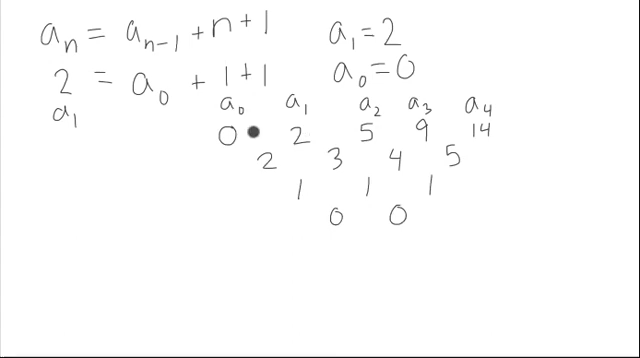 aₙ = aₙ₋₁ + n + 1 a₁ = 2
2 = a₀ + 1 + 1 a₀ = 0
a₁ a₀ a₁ a₂ a₃ a₄
0 2 5 9 14
2 3 4 5
1 1 1
0 0